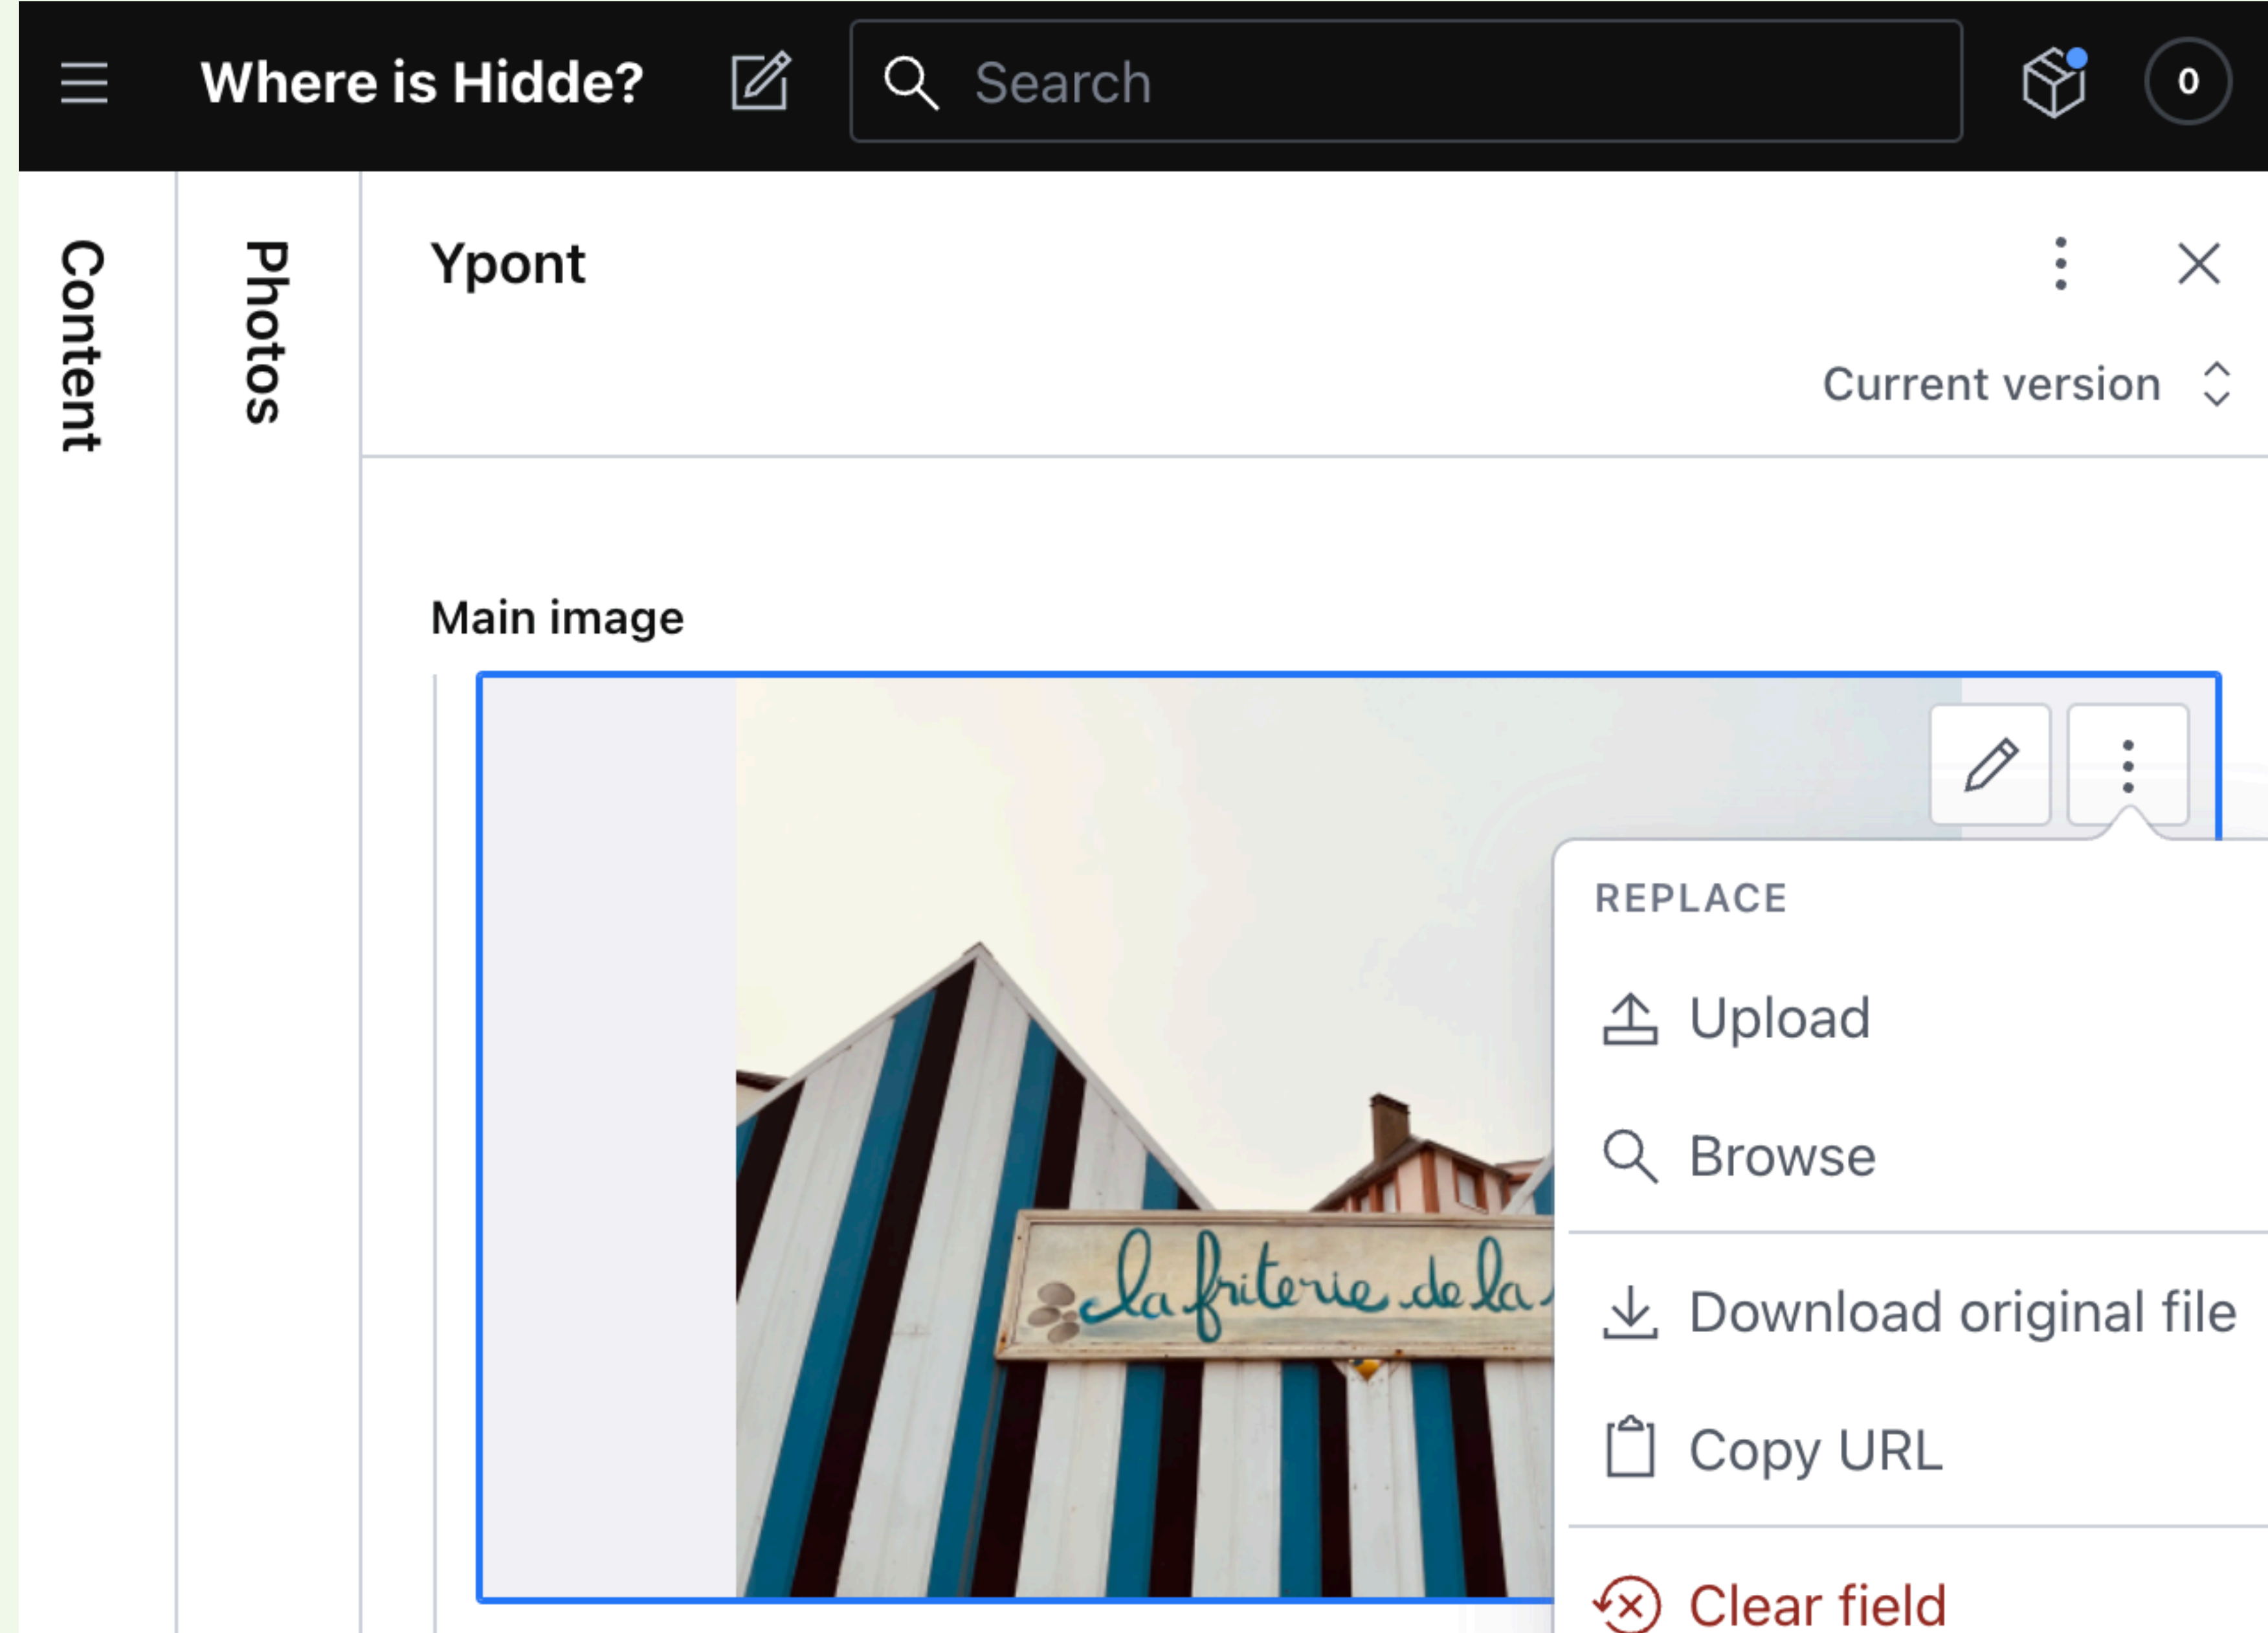 Where is Hidde?
Search
0
Content
Photos
Ypont
Current version
Main image
REPLACE
Upload
Browse
la friterie de la
Download original file
Copy URL
Clear field